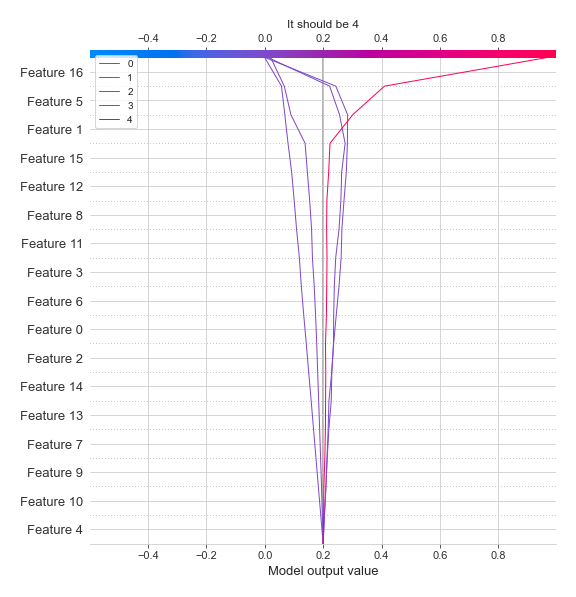 It should be 4
−0.4 −0.2 0.0 0.2 0.4 0.6 0.8
0
1
2
3
4
Feature 16
Feature 5
Feature 1
Feature 15
Feature 12
Feature 8
Feature 11
Feature 3
Feature 6
Feature 0
Feature 2
Feature 14
Feature 13
Feature 7
Feature 9
Feature 10
Feature 4
−0.4 −0.2 0.0 0.2 0.4 0.6 0.8
Model output value